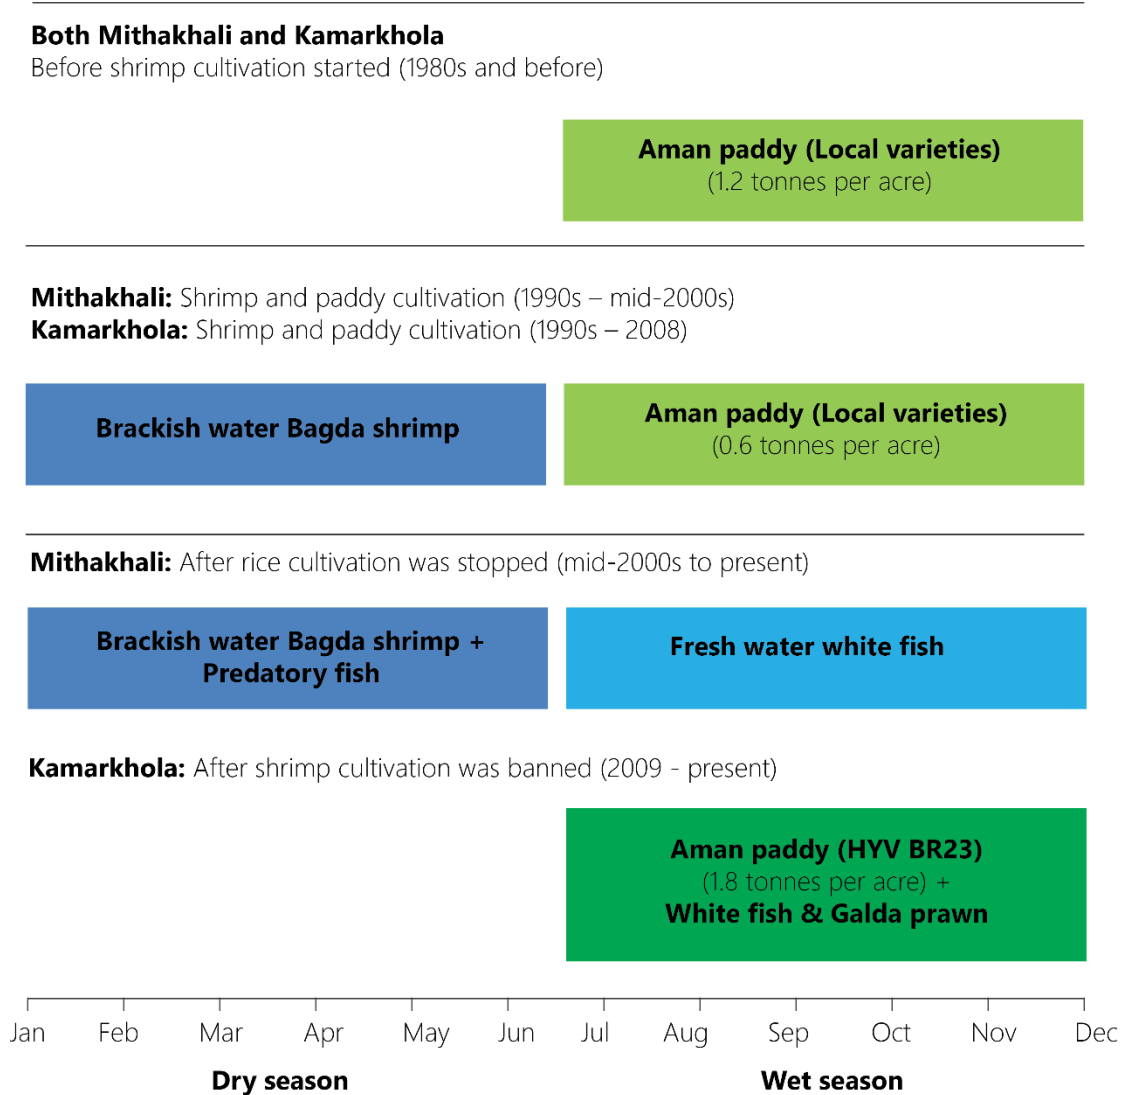 Both Mithakhali and Kamarkhola
Before shrimp cultivation started (1980s and before)
Aman paddy (Local varieties)
(1.2 tonnes per acre)
Mithakhali: Shrimp and paddy cultivation (1990s – mid-2000s)
Kamarkhola: Shrimp and paddy cultivation (1990s – 2008)
Brackish water Bagda shrimp
Aman paddy (Local varieties)
(0.6 tonnes per acre)
Mithakhali: After rice cultivation was stopped (mid-2000s to present)
Brackish water Bagda shrimp +
Predatory fish
Fresh water white fish
Kamarkhola: After shrimp cultivation was banned (2009 - present)
Aman paddy (HYV BR23)
(1.8 tonnes per acre) +
White fish & Galda prawn
Jan Feb Mar Apr May Jun Jul Aug Sep Oct Nov Dec
Dry season Wet season